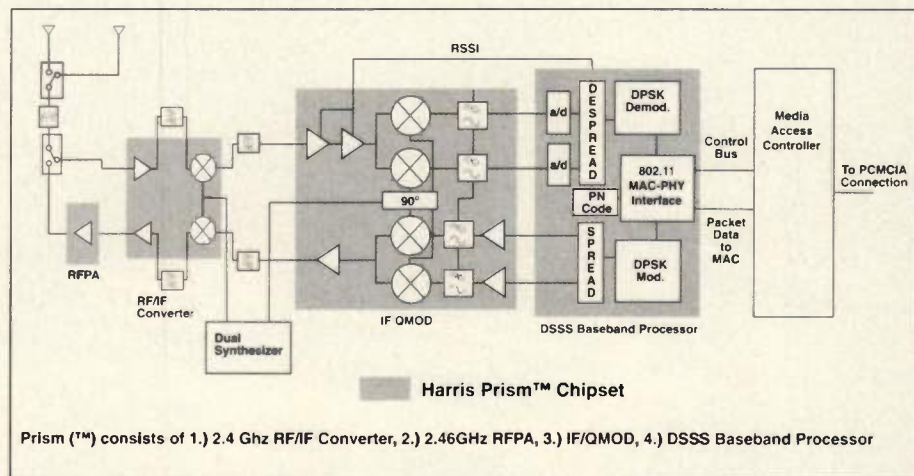 RSSI
a/d
a/d
DESPREAD
DPSK
Demod.
802.11
MAC-PHY
Interface
PN
Code
SPREAD
DPSK
Mod.
Control
Bus
Packet
Data
to
MAC
Media
Access
Controller
To PCMCIA
Connection
90°
RFPA
RF/IF
Converter
Dual
Synthesizer
IF QMOD
DSSS Baseband Processor
Harris Prism™ Chipset
Prism (™) consists of 1.) 2.4 Ghz RF/IF Converter, 2.) 2.46GHz RFPA, 3.) IF/QMOD, 4.) DSSS Baseband Processor